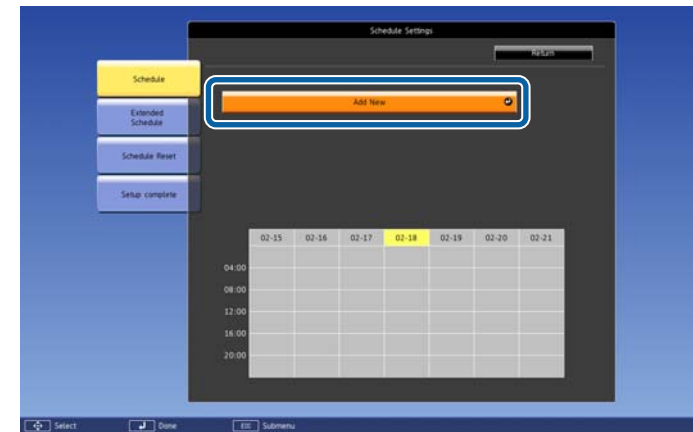 Schedule Settings
Return
Schedule
Add New
Extended
Schedule
Schedule Reset
Setup complete
02-15 02-16 02-17 02-18 02-19 02-20 02-21
04:00
08:00
12:00
16:00
20:00
Select Done Esc Submenu